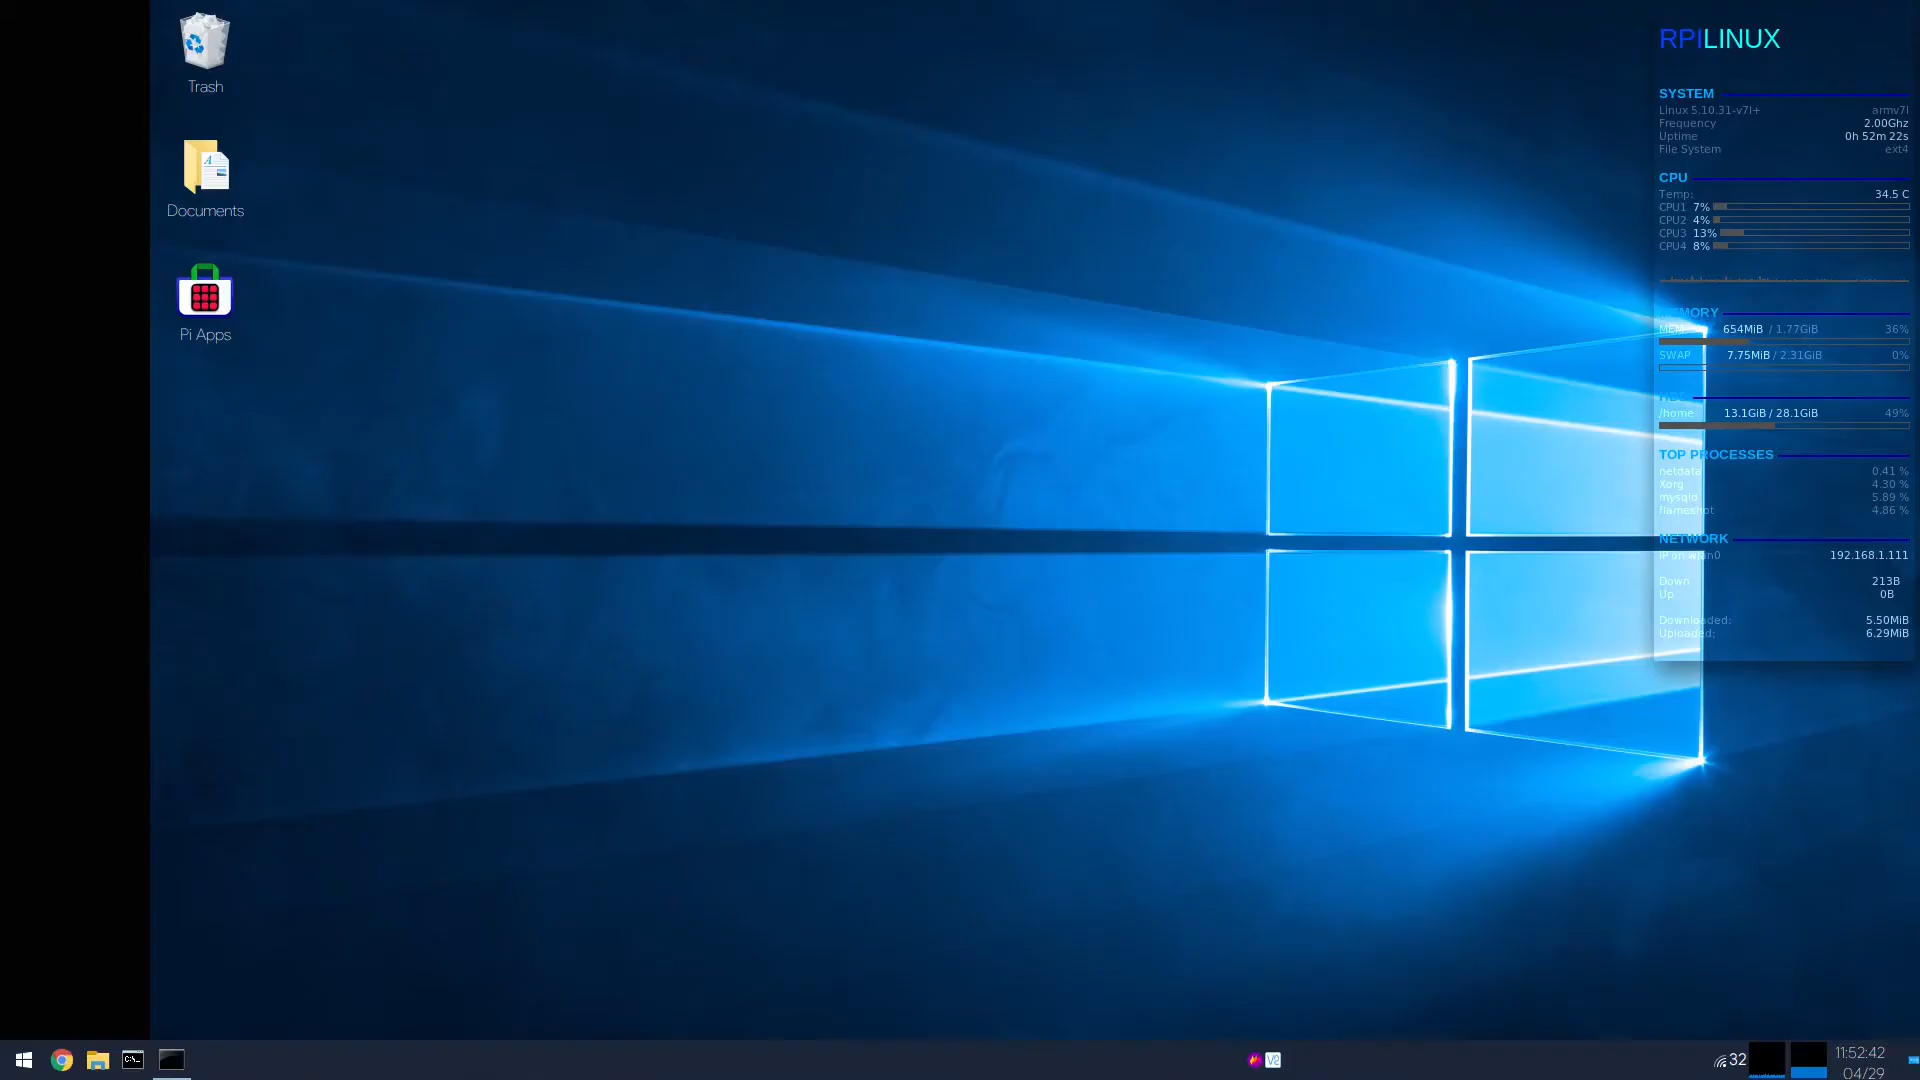 Trash
Documents
Pi Apps
RPILINUX
SYSTEM
Linux 5.10.31-v7l+ armv7l
Frequency 2.00Ghz
Uptime 0h 52m 22s
File System ext4
CPU
Temp: 34.5 C
CPU1 7%
CPU2 4%
CPU3 13%
CPU4 8%
MEMORY
MEM 654MiB / 1.77GiB 36%
SWAP 7.75MiB / 2.31GiB 0%
/home 13.1GiB / 28.1GiB 49%
TOP PROCESSES
netdata 0.41 %
Xorg 4.30 %
mysqld 5.89 %
flameshot 4.86 %
NETWORK
IP on wlan0 192.168.1.111
Down 213B
Up 0B
Downloaded: 5.50MiB
Uploaded: 6.29MiB
C:\_
V2
32
11:52:42
04/29